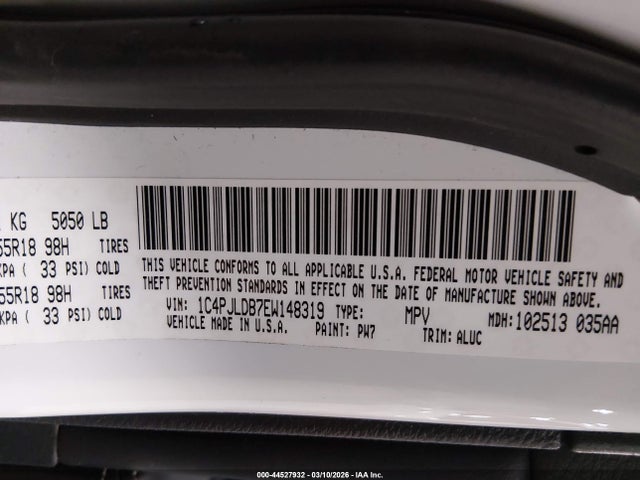 KG 5050 LB
55R18 98H TIRES
KPA ( 33 PSI) COLD
55R18 98H TIRES
KPA ( 33 PSI) COLD
THIS VEHICLE CONFORMS TO ALL APPLICABLE U.S.A. FEDERAL MOTOR VEHICLE SAFETY AND
THEFT PREVENTION STANDARDS IN EFFECT ON THE DATE OF MANUFACTURE SHOWN ABOVE.
VIN: 1C4PJLDB7EW148319 TYPE: MPV MDH:102513 035AA
VEHICLE MADE IN U.S.A. PAINT: PW7 TRIM: ALUC
000-44527932 - 03/10/2026 - IAA Inc.